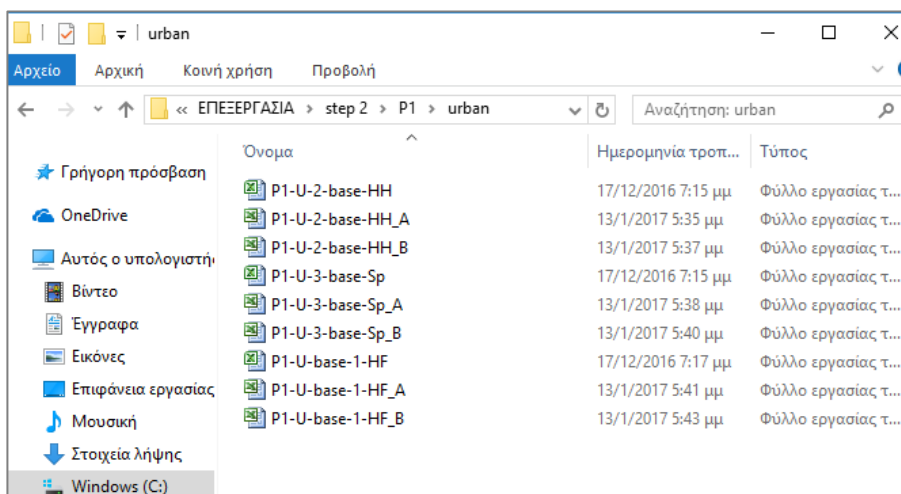 urban
Αρχείο Αρχική Κοινή χρήση Προβολή
« ΕΠΕΞΕΡΓΑΣΙΑ > step 2 > P1 > urban Αναζήτηση: urban
Όνομα Ημερομηνία τροπ... Τύπος
Γρήγορη πρόσβαση
OneDrive
Αυτός ο υπολογιστή
Βίντεο
Έγγραφα
Εικόνες
Επιφάνεια εργασίας
Μουσική
Στοιχεία λήψης
Windows (C:)
P1-U-2-base-HH 17/12/2016 7:15 μμ Φύλλο εργασίας τ...
P1-U-2-base-HH_A 13/1/2017 5:35 μμ Φύλλο εργασίας τ...
P1-U-2-base-HH_B 13/1/2017 5:37 μμ Φύλλο εργασίας τ...
P1-U-3-base-Sp 17/12/2016 7:15 μμ Φύλλο εργασίας τ...
P1-U-3-base-Sp_A 13/1/2017 5:38 μμ Φύλλο εργασίας τ...
P1-U-3-base-Sp_B 13/1/2017 5:40 μμ Φύλλο εργασίας τ...
P1-U-base-1-HF 17/12/2016 7:17 μμ Φύλλο εργασίας τ...
P1-U-base-1-HF_A 13/1/2017 5:41 μμ Φύλλο εργασίας τ...
P1-U-base-1-HF_B 13/1/2017 5:43 μμ Φύλλο εργασίας τ...